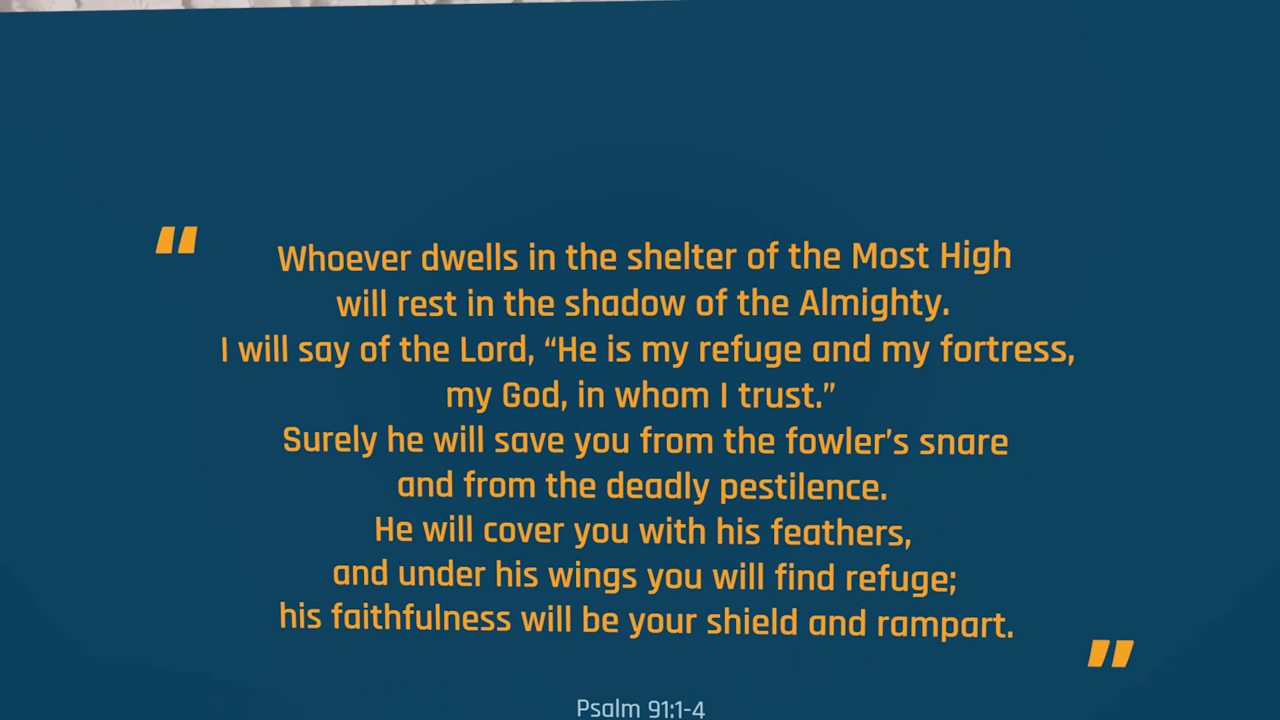 "
Whoever dwells in the shelter of the Most High
will rest in the shadow of the Almighty.
I will say of the Lord, “He is my refuge and my fortress,
my God, in whom I trust.”
Surely he will save you from the fowler’s snare
and from the deadly pestilence.
He will cover you with his feathers,
and under his wings you will find refuge;
his faithfulness will be your shield and rampart.
"
Psalm 91:1-4